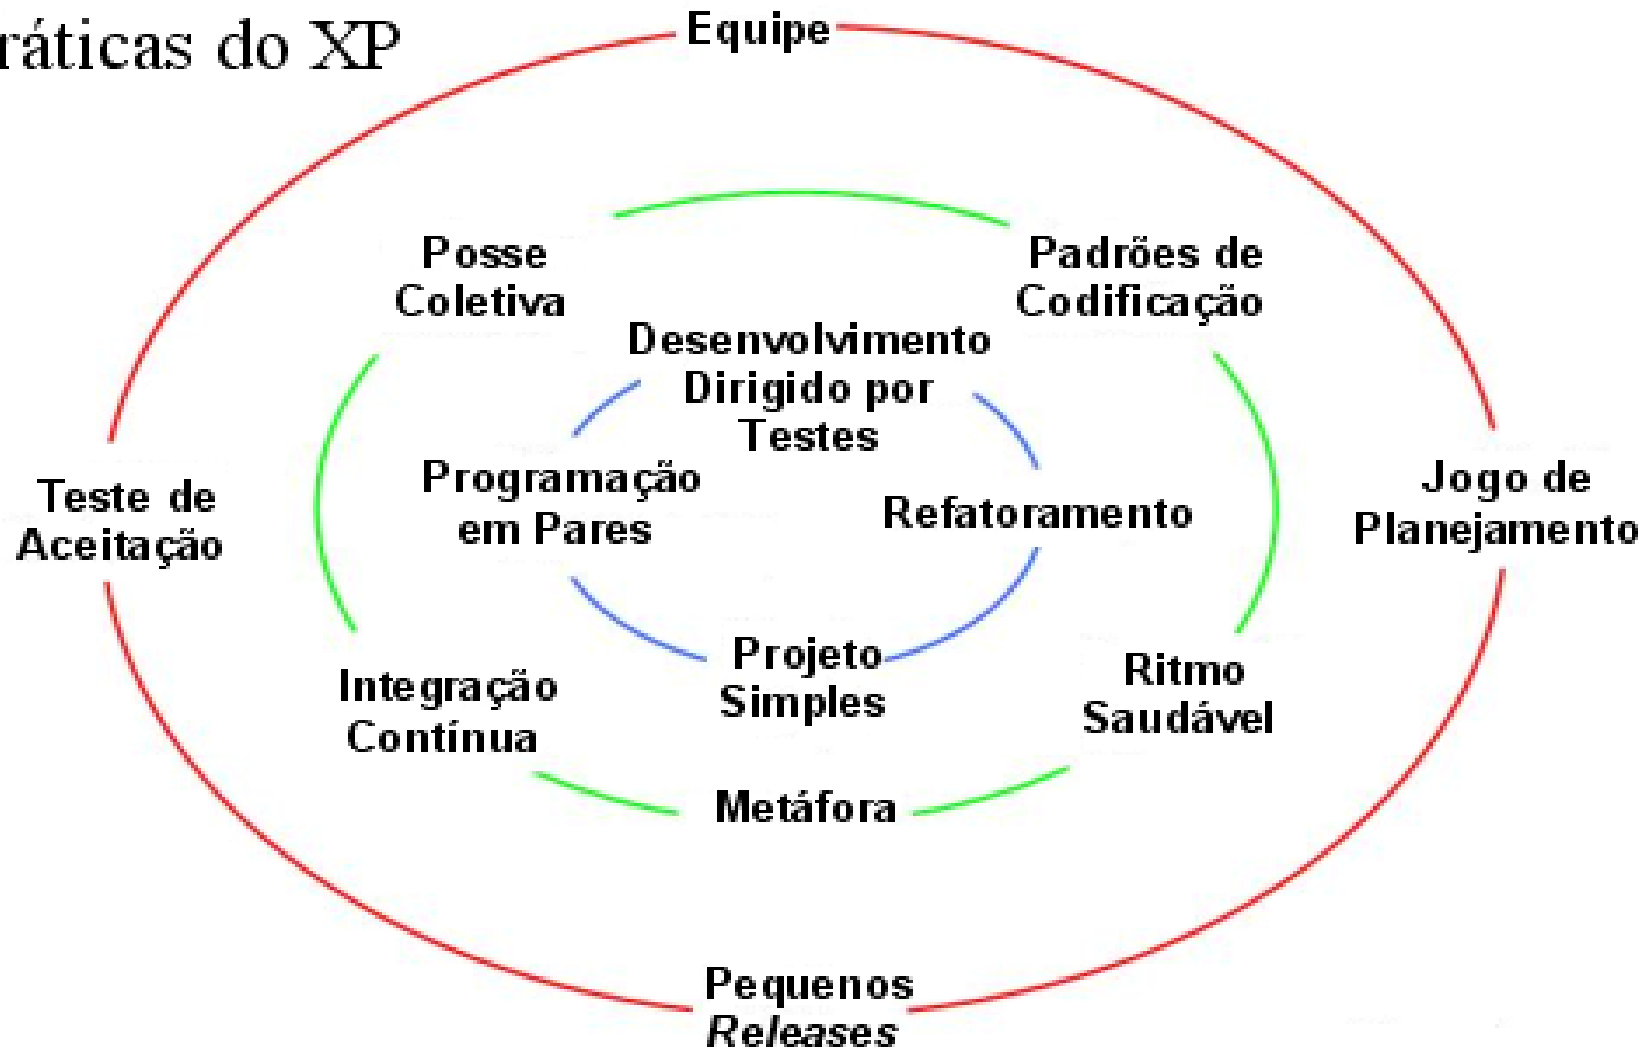 ráticas do XP
Equipe
Posse
Coletiva
Padrões de
Codificação
Desenvolvimento
Dirigido por
Testes
Programação
em Pares
Refatoramento
Teste de
Aceitação
Jogo de
Planejamento
Projeto
Simples
Integração
Contínua
Ritmo
Saudável
Metáfora
Pequenos
Releases